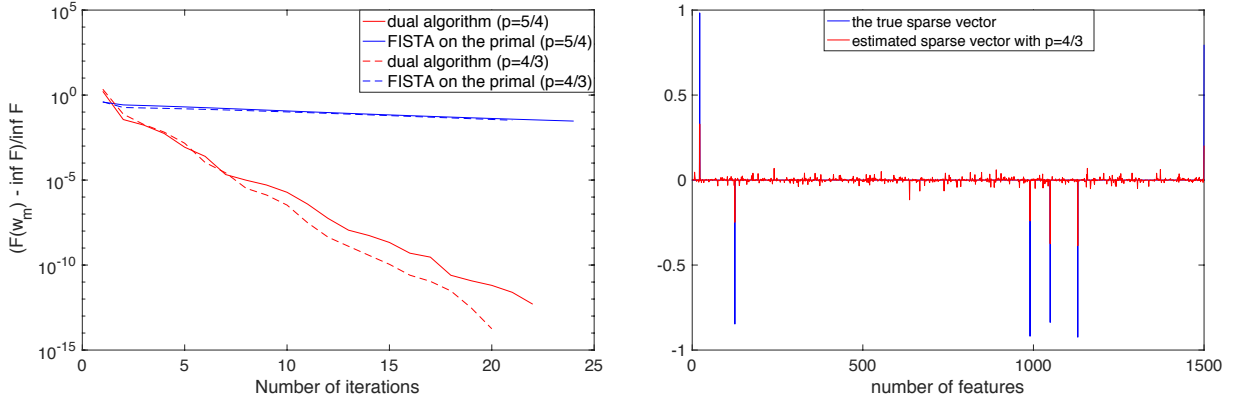 10^5
10^0
10^-5
10^-10
10^-15
(F(w_m) - inf F)/inf F
dual algorithm (p=5/4)
FISTA on the primal (p=5/4)
dual algorithm (p=4/3)
FISTA on the primal (p=4/3)
0 5 10 15 20 25
Number of iterations
1
0.5
0
-0.5
-1
the true sparse vector
estimated sparse vector with p=4/3
0 500 1000 1500
number of features